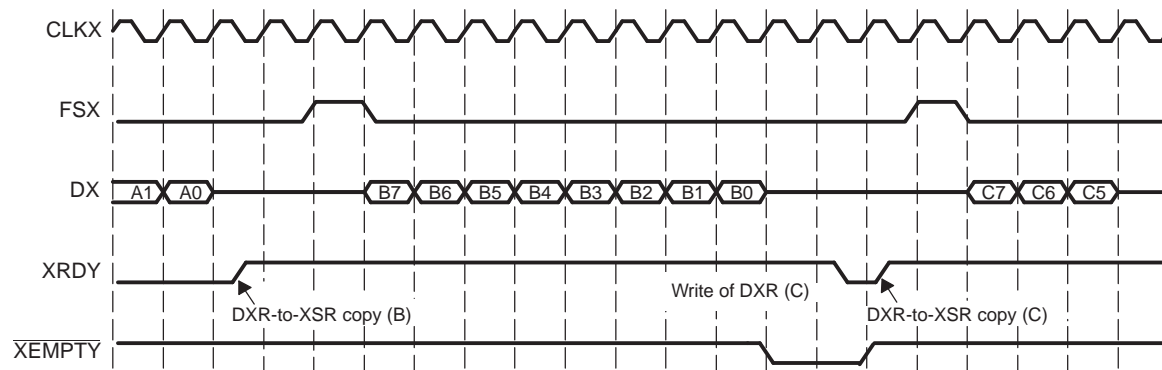 CLKX
FSX
DX
A1 A0 B7 B6 B5 B4 B3 B2 B1 B0 C7 C6 C5
XRDY
Write of DXR (C)
DXR-to-XSR copy (B)
DXR-to-XSR copy (C)
XEMPTY